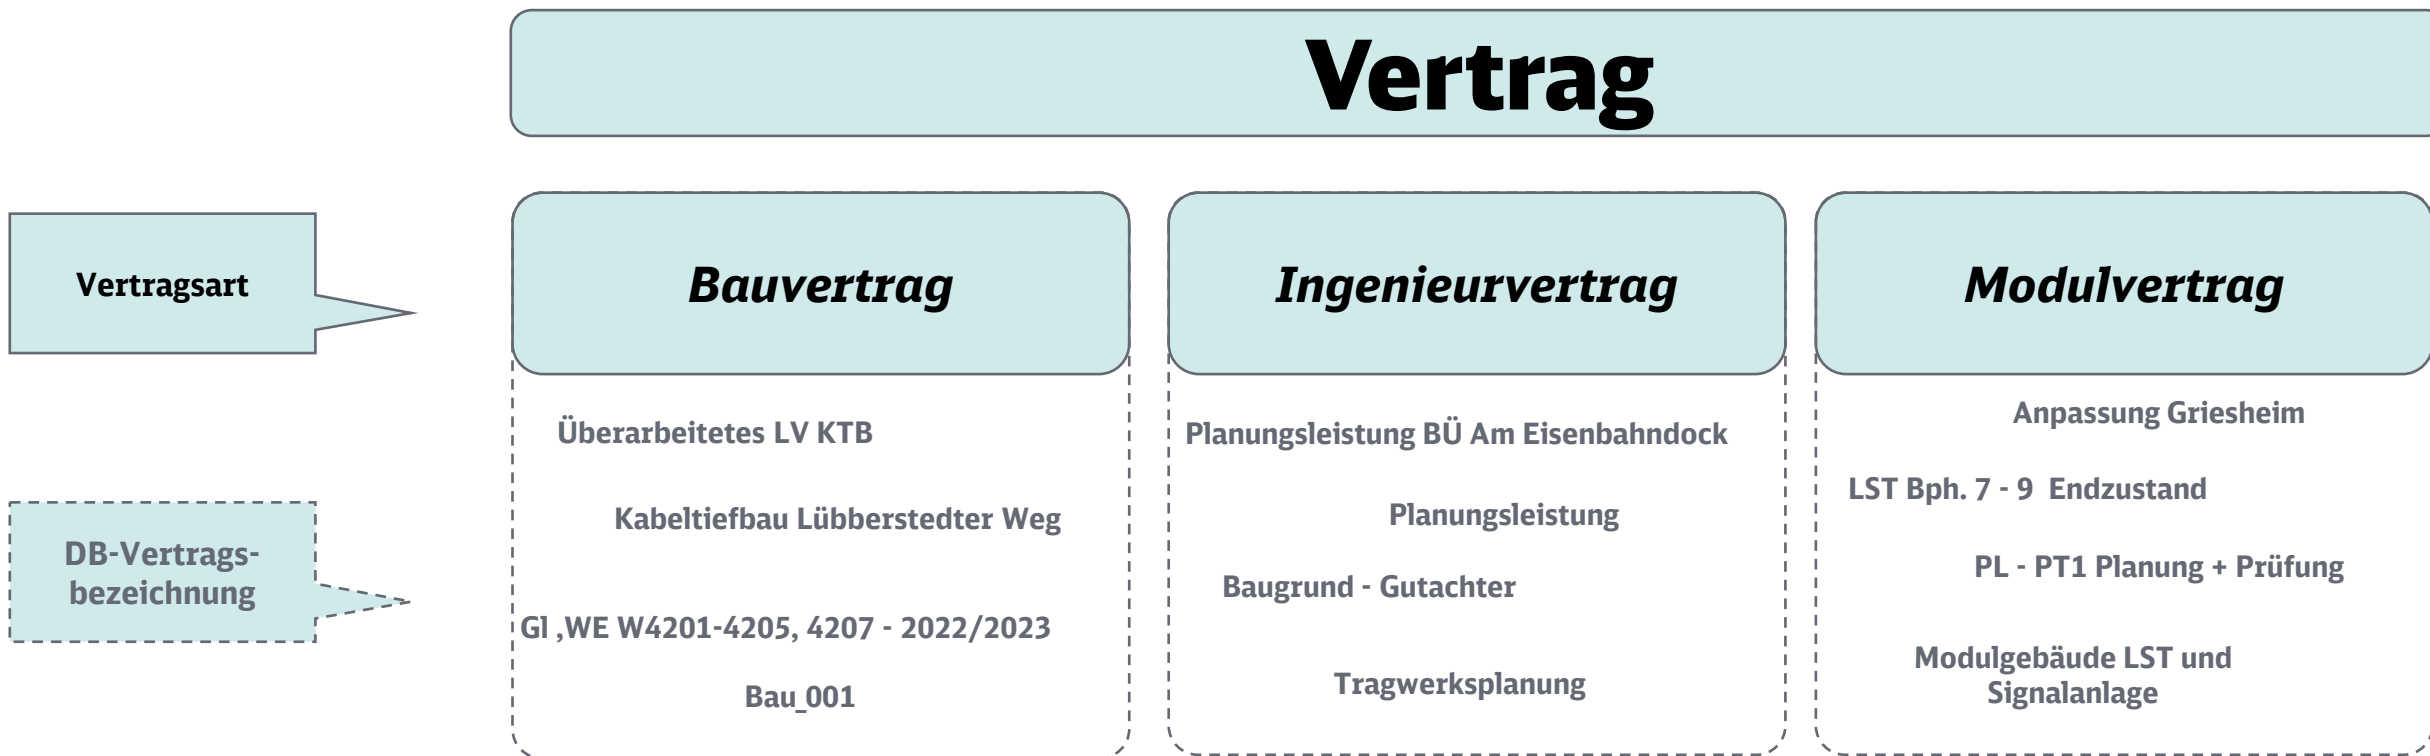 Vertrag
Vertragsart
Bauvertrag
Ingenieurvertrag
Modulvertrag
DB-Vertrags-
bezeichnung
Überarbeitetes LV KTB
Kabeltiefbau Lübberstedter Weg
Gl ,WE W4201-4205, 4207 - 2022/2023
Bau_001
Planungsleistung BÜ Am Eisenbahndock
Planungsleistung
Baugrund - Gutachter
Tragwerksplanung
Anpassung Griesheim
LST Bph. 7 - 9 Endzustand
PL - PT1 Planung + Prüfung
Modulgebäude LST und
Signalanlage